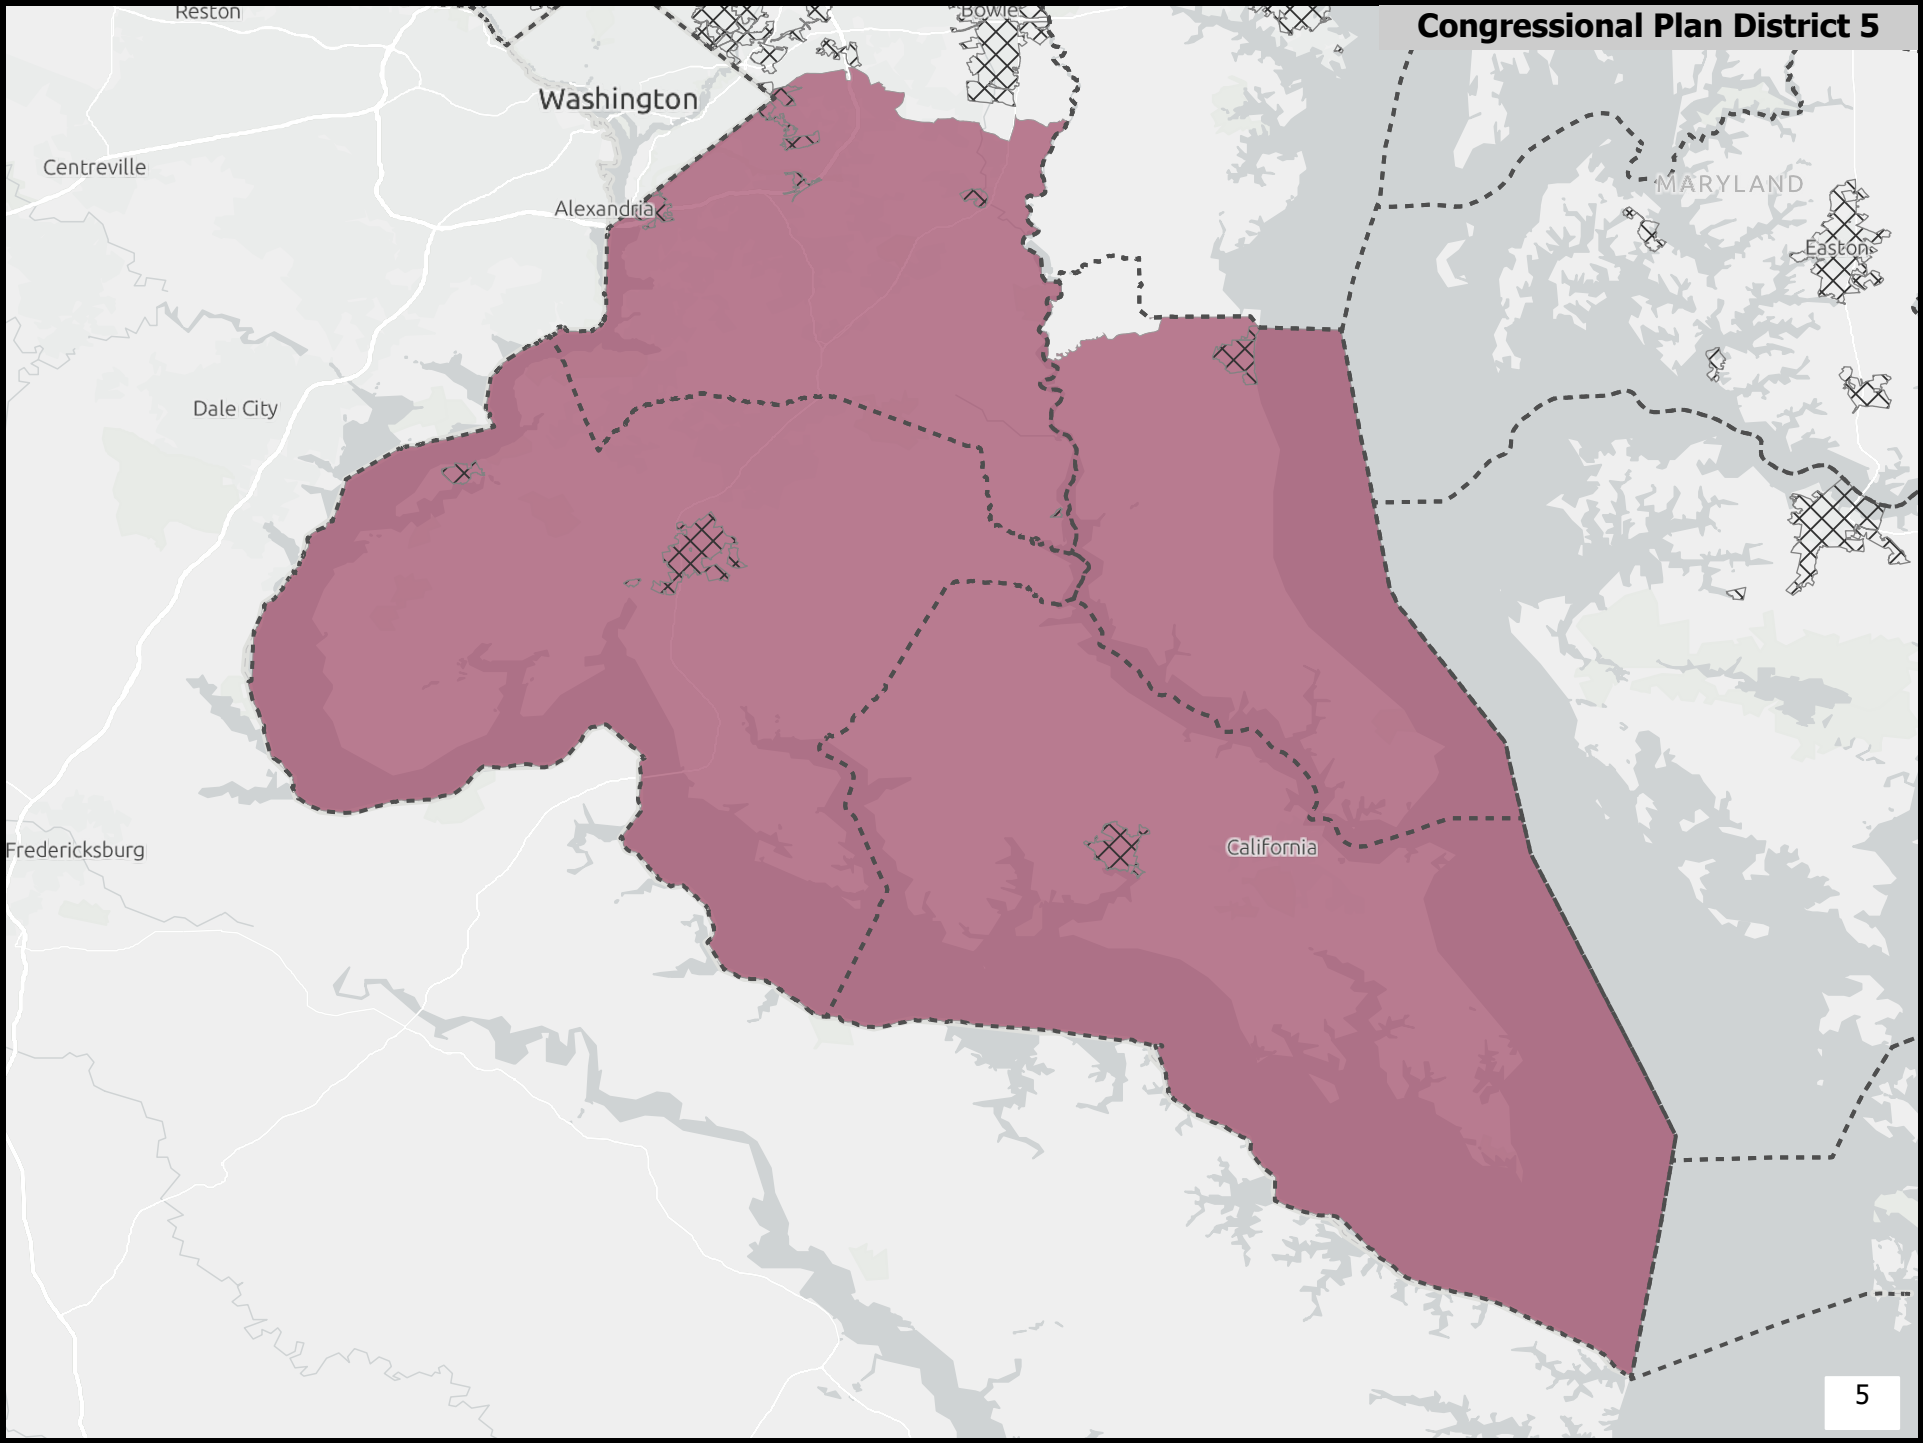 Reston
Bowie
Congressional Plan District 5
Washington
Centreville
MARYLAND
Alexandria
Easton
Dale City
Fredericksburg
California
5